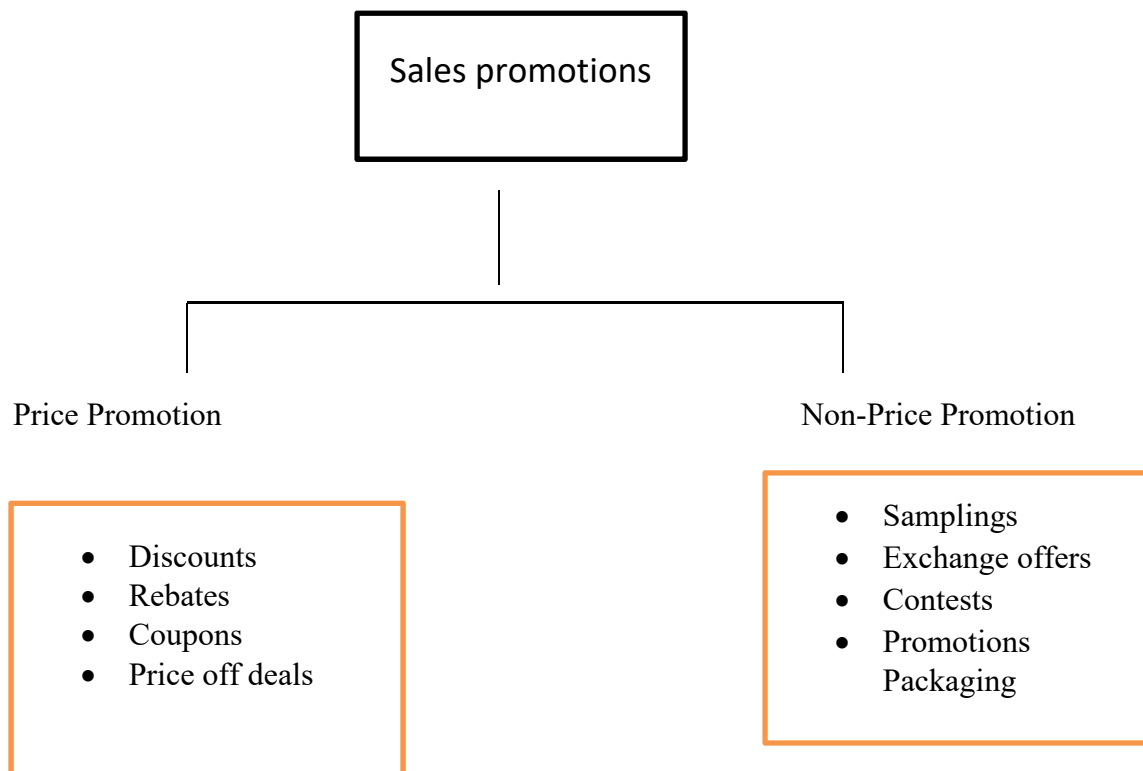 Sales promotions
Price Promotion
Non-Price Promotion
• Discounts
• Rebates
• Coupons
• Price off deals
• Samplings
• Exchange offers
• Contests
• Promotions
Packaging